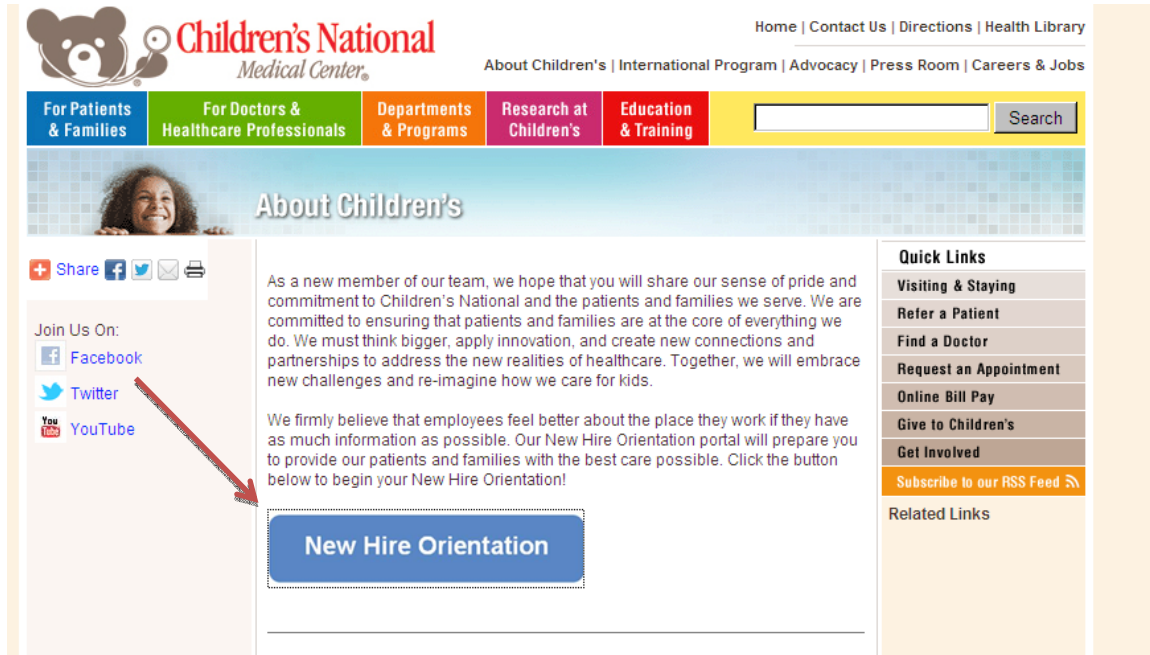 Children's National
Medical Center®
Home | Contact Us | Directions | Health Library
About Children's | International Program | Advocacy | Press Room | Careers & Jobs
For Patients
& Families
For Doctors &
Healthcare Professionals
Departments
& Programs
Research at
Children's
Education
& Training
Search
About Children's
Share
Join Us On:
Facebook
Twitter
You
Tube
YouTube
As a new member of our team, we hope that you will share our sense of pride and
commitment to Children's National and the patients and families we serve. We are
committed to ensuring that patients and families are at the core of everything we
do. We must think bigger, apply innovation, and create new connections and
partnerships to address the new realities of healthcare. Together, we will embrace
new challenges and re-imagine how we care for kids.
We firmly believe that employees feel better about the place they work if they have
as much information as possible. Our New Hire Orientation portal will prepare you
to provide our patients and families with the best care possible. Click the button
below to begin your New Hire Orientation!
New Hire Orientation
Quick Links
Visiting & Staying
Refer a Patient
Find a Doctor
Request an Appointment
Online Bill Pay
Give to Children's
Get Involved
Subscribe to our RSS Feed
Related Links